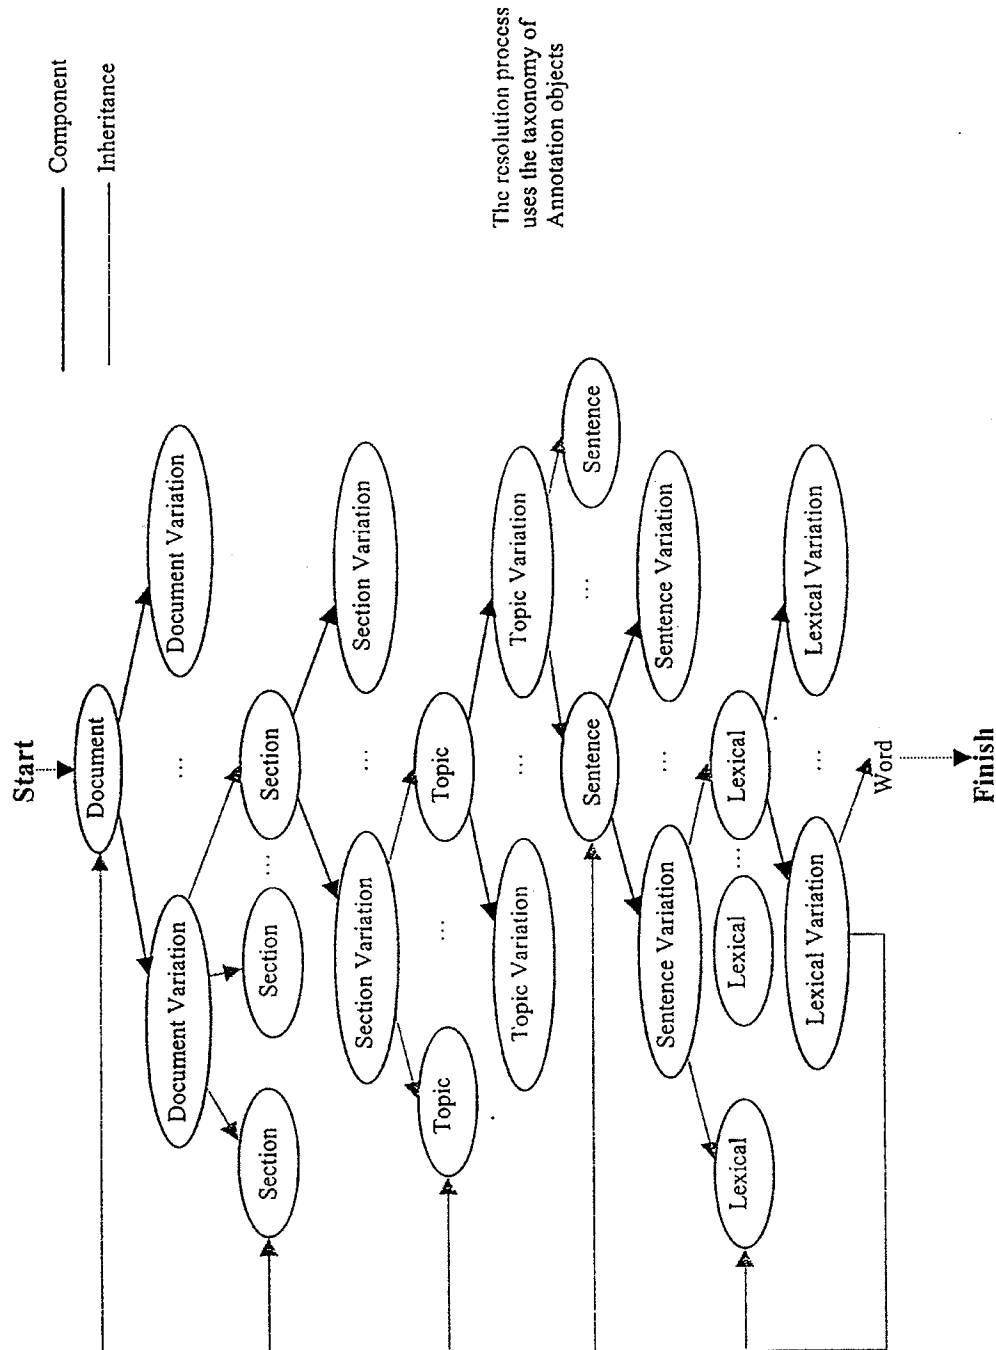 Component
Inheritance
The resolution process
uses the taxonomy of
Annotation objects
Start
Document
Document Variation
...
Document Variation
Section
Section
...
Section
Section Variation
...
Section Variation
Topic
...
Topic
Topic Variation
...
Topic Variation
Sentence
...
Sentence
Sentence Variation
...
Sentence Variation
Lexical
Lexical
...
Lexical
Lexical Variation
...
Lexical Variation
Word
Finish